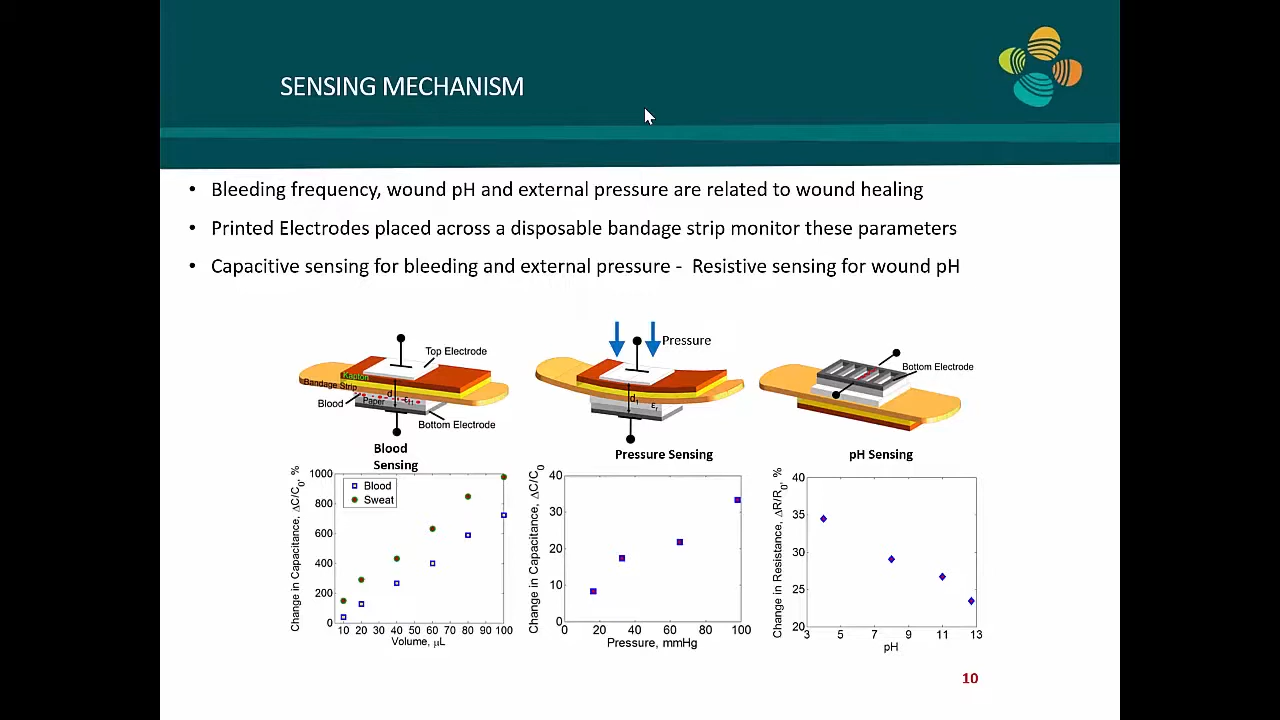 SENSING MECHANISM
• Bleeding frequency, wound pH and external pressure are related to wound healing
• Printed Electrodes placed across a disposable bandage strip monitor these parameters
• Capacitive sensing for bleeding and external pressure - Resistive sensing for wound pH
Top Electrode
Kapton
Bandage Strip
Blood
Paper
d
εH
Bottom Electrode
Blood
Sensing
Pressure
d1
Pressure Sensing
Bottom Electrode
pH Sensing
Change in Capacitance, ΔC/C0, %
1000
800
600
400
200
0
Blood
Sweat
10 20 30 40 50 60 70 80 90 100
Volume, μL
Change in Capacitance, ΔC/C0
40
30
20
10
0
0 20 40 60 80 100
Pressure, mmHg
Change in Resistance, ΔR/R0, %
40
35
30
25
20
3 5 7 9 11 13
pH
10